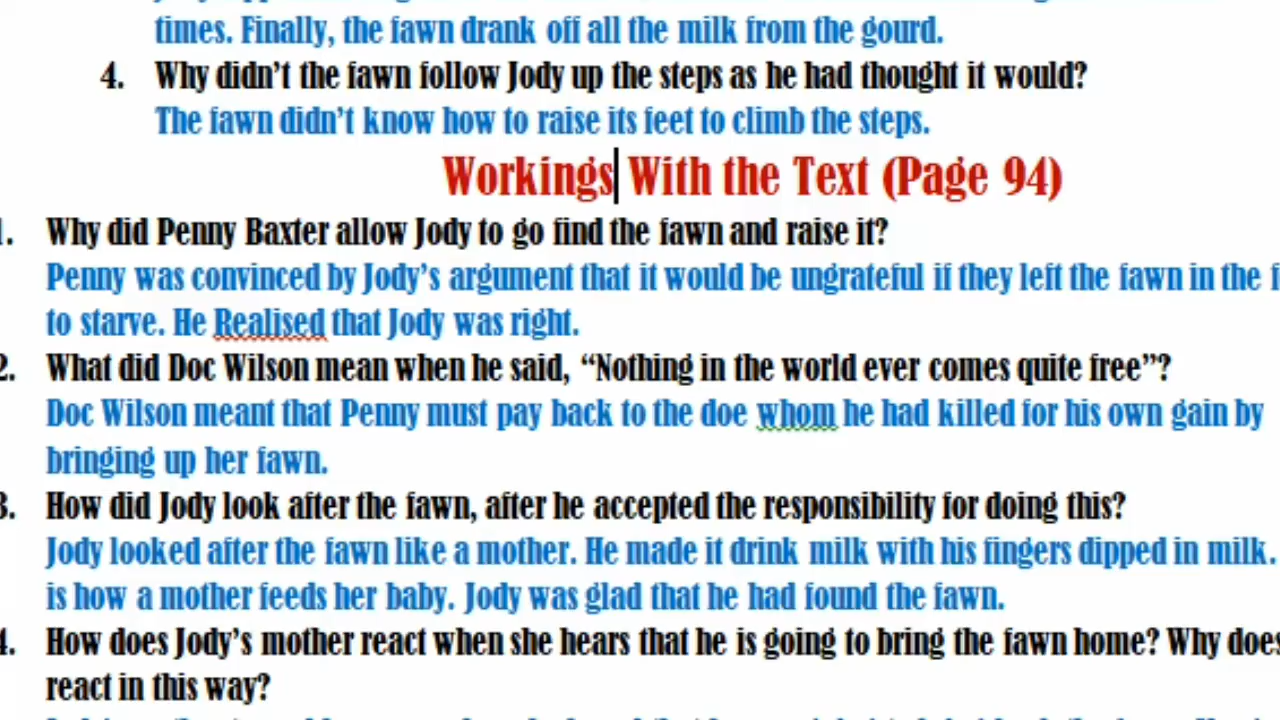 times. Finally, the fawn drank off all the milk from the gourd.
4. Why didn't the fawn follow Jody up the steps as he had thought it would?
The fawn didn't know how to raise its feet to climb the steps.
Workings With the Text (Page 94)
1. Why did Penny Baxter allow Jody to go find the fawn and raise it?
Penny was convinced by Jody's argument that it would be ungrateful if they left the fawn in the
to starve. He Realised that Jody was right.
2. What did Doc Wilson mean when he said, “Nothing in the world ever comes quite free”?
Doc Wilson meant that Penny must pay back to the doe whom he had killed for his own gain by
bringing up her fawn.
3. How did Jody look after the fawn, after he accepted the responsibility for doing this?
Jody looked after the fawn like a mother. He made it drink milk with his fingers dipped in milk.
is how a mother feeds her baby. Jody was glad that he had found the fawn.
4. How does Jody's mother react when she hears that he is going to bring the fawn home? Why does
react in this way?